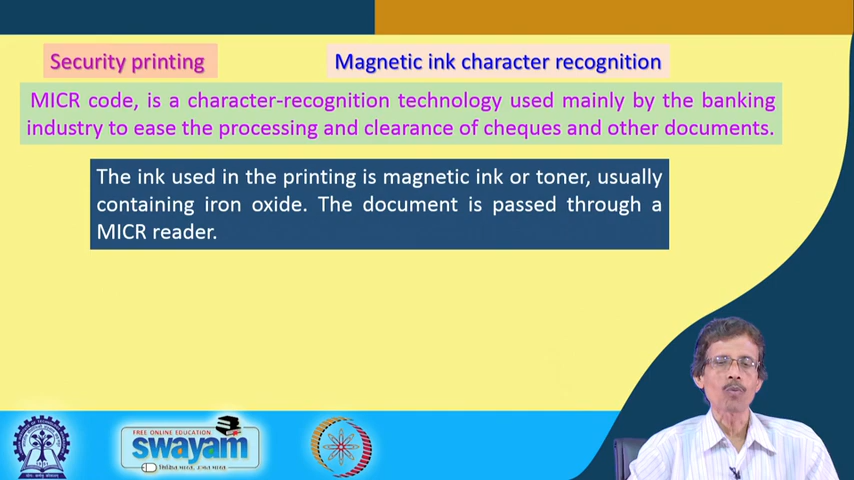 Security printing
Magnetic ink character recognition
MICR code, is a character-recognition technology used mainly by the banking
industry to ease the processing and clearance of cheques and other documents.
The ink used in the printing is magnetic ink or toner, usually
containing iron oxide. The document is passed through a
MICR reader.
FREE ONLINE EDUCATION
swayam